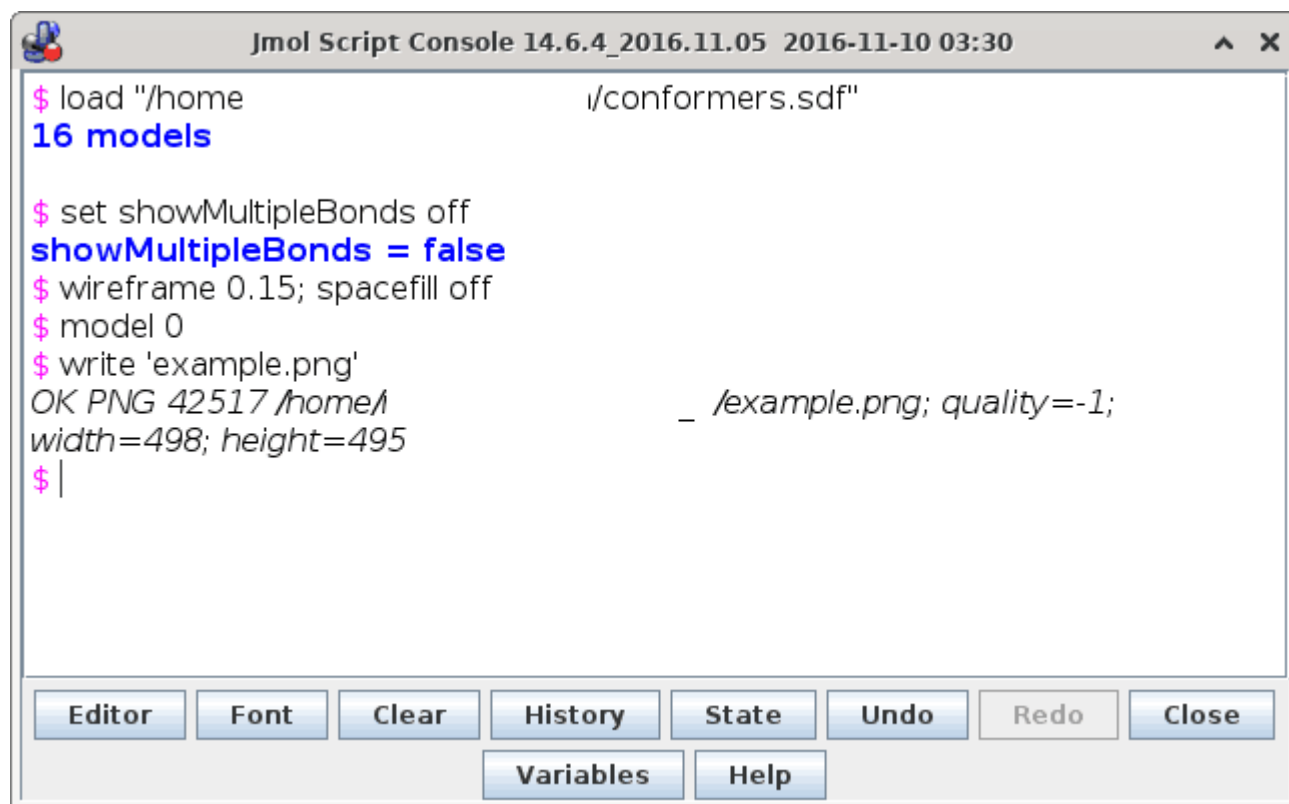 Jmol Script Console 14.6.4_2016.11.05 2016-11-10 03:30
$ load "/home /conformers.sdf"
16 models
$ set showMultipleBonds off
showMultipleBonds = false
$ wireframe 0.15; spacefill off
$ model 0
$ write 'example.png'
OK PNG 42517 /home/ _ /example.png; quality=-1;
width=498; height=495
$
Editor Font Clear History State Undo Redo Close
Variables Help